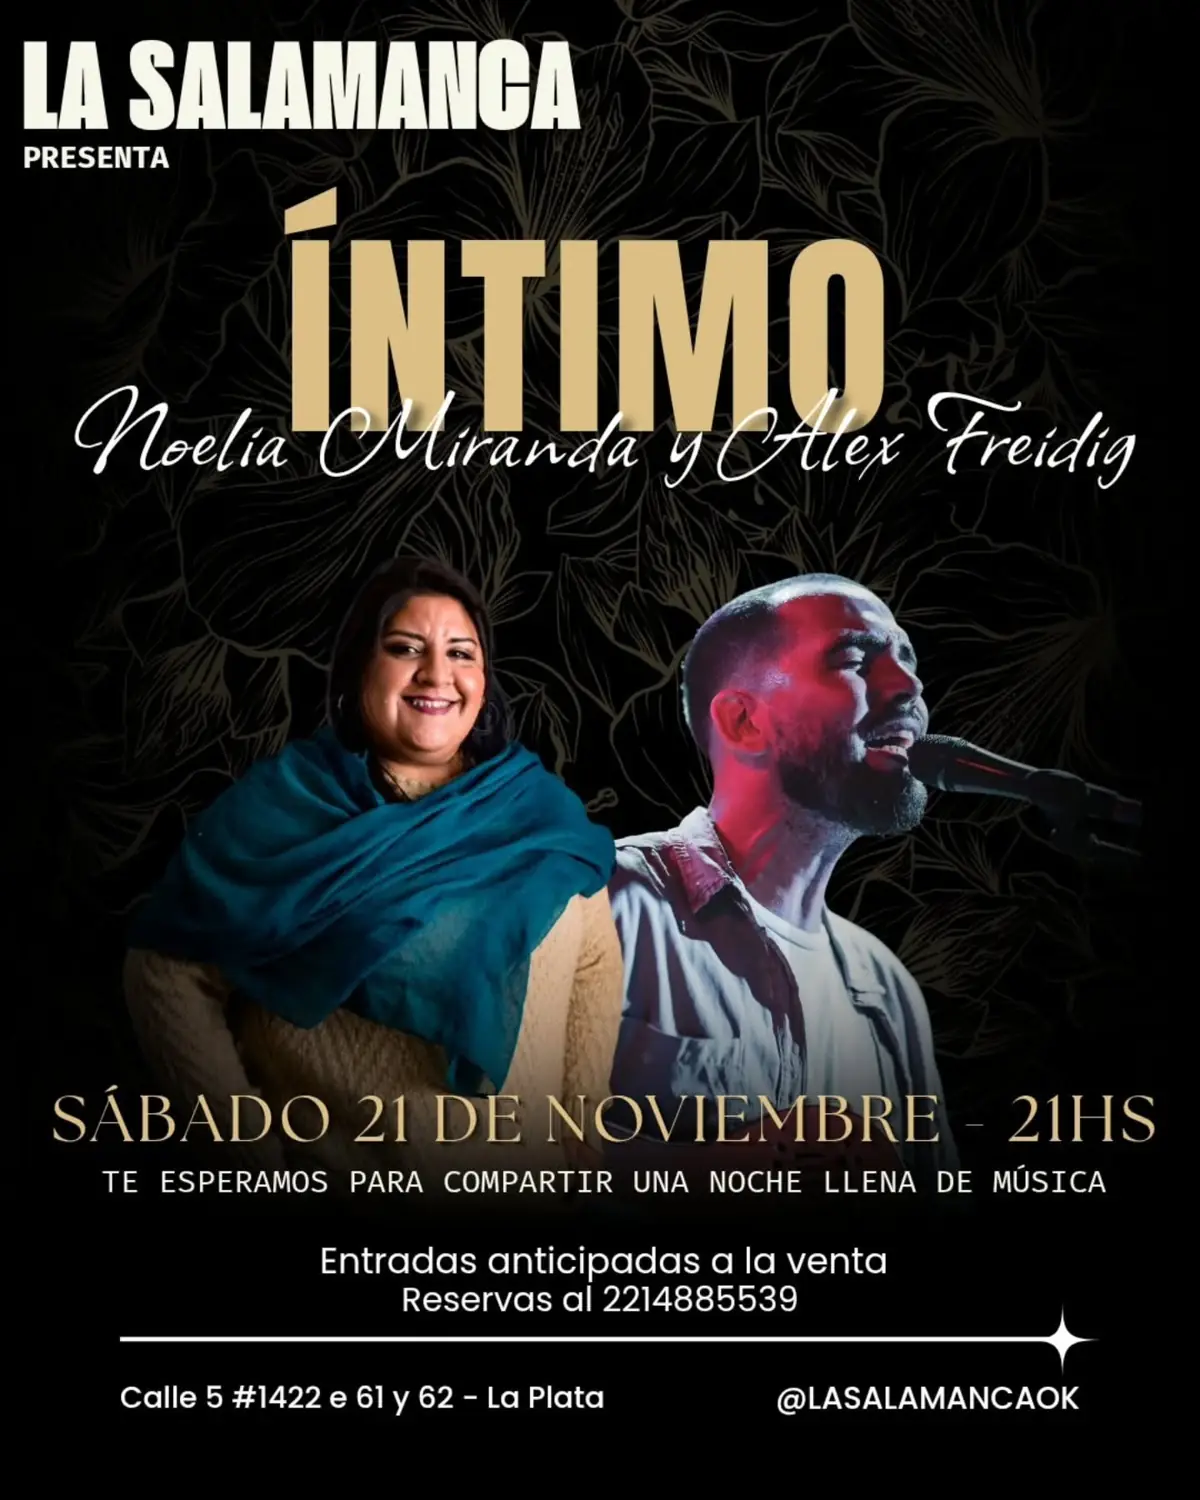 LA SALAMANCA
PRESENTA
ÍNTIMO
Noelia Miranda y Alex Freidig
SÁBADO 21 DE NOVIEMBRE - 21HS
TE ESPERAMOS PARA COMPARTIR UNA NOCHE LLENA DE MÚSICA
Entradas anticipadas a la venta
Reservas al 2214885539
Calle 5 #1422 e 61 y 62 - La Plata
@LASALAMANCAOK